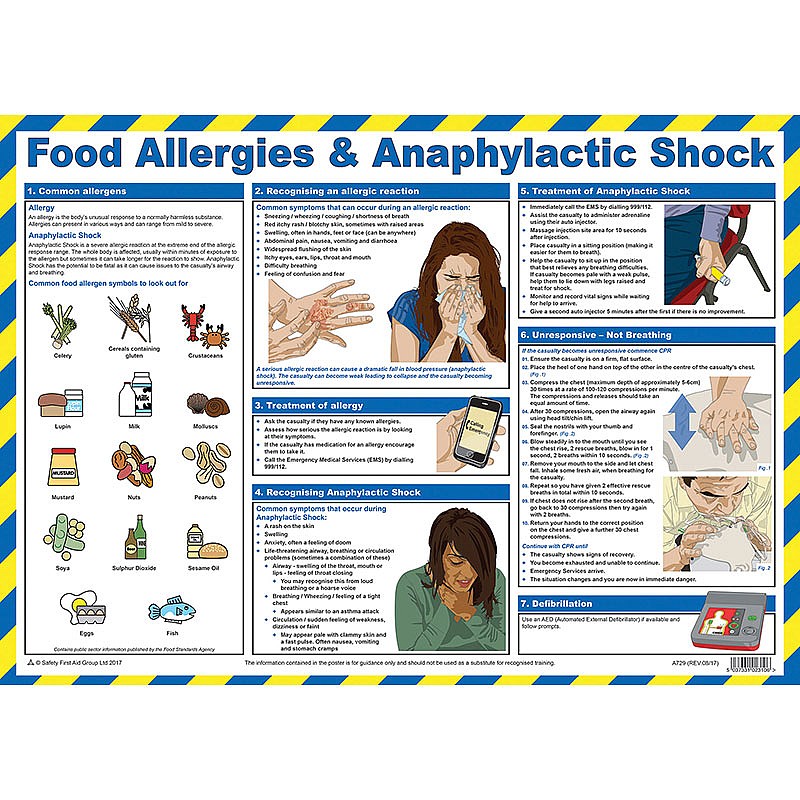 Food Allergies & Anaphylactic Shock
1. Common allergens
Allergy
An allergy is the body's unusual response to a normally harmless substance.
Allergies can present in various ways and can range from mild to severe.
Anaphylactic Shock
Anaphylactic Shock is a severe allergic reaction at the extreme end of the allergic
response range. The whole body is affected, usually within minutes of exposure to
the allergen but sometimes it can take longer for the reaction to show. Anaphylactic
Shock has the potential to be fatal as it can cause issues to the casualty's airway
and breathing
Common food allergen symbols to look out for
Celery
Cereals containing
gluten
Crustaceans
Lupin
Milk
Milk
Molluscs
MUSTARD
Mustard
Nuts
Peanuts
Soya
Beer
Sulphur Dioxide
Sesame Oil
Eggs
Fish
Contains public sector information published by the Food Standards Agency
2. Recognising an allergic reaction
Common symptoms that can occur during an allergic reaction:
Sneezing / wheezing / coughing / shortness of breath
Red itchy rash / blotchy skin, sometimes with raised areas
Swelling, often in hands, feet or face (can be anywhere)
Widespread flushing of the skin
Abdominal pain, nausea, vomiting and diarrhoea
Itchy eyes, ears, lips, throat and mouth
Difficulty breathing
Feeling of confusion and fear
A serious allergic reaction can cause a dramatic fall in blood pressure (anaphylactic
shock). The casualty can become weak leading to collapse and the casualty becoming
unresponsive.
3. Treatment of allergy
Ask the casualty if they have any known allergies.
Assess how serious the allergic reaction is by looking
at their symptoms.
If the casualty has medication for an allergy encourage
them to take it.
Call the Emergency Medical Services (EMS) by dialling
999/112.
Calling
Emergency
4. Recognising Anaphylactic Shock
Common symptoms that occur during
Anaphylactic Shock:
A rash on the skin
Swelling
Anxiety, often a feeling of doom
Life-threatening airway, breathing or circulation
problems (sometimes a combination of these)
Airway - swelling of the throat, mouth or
lips - feeling of throat closing
You may recognise this from loud
breathing or a hoarse voice
Breathing / Wheezing / feeling of a tight
chest
Appears similar to an asthma attack
Circulation / sudden feeling of weakness,
dizziness or faint
May appear pale with clammy skin and
a fast pulse. Often nausea, vomiting
and stomach cramps
5. Treatment of Anaphylactic Shock
Immediately call the EMS by dialling 999/112.
Assist the casualty to administer adrenaline
using their auto injector.
Massage injection site area for 10 seconds
after injection.
Place casualty in a sitting position (making it
easier for them to breath).
Help the casualty to sit up in the position
that best relieves any breathing difficulties.
If casualty becomes pale with a weak pulse,
help them to lie down with legs raised and
treat for shock.
Monitor and record vital signs while waiting
for help to arrive.
Give a second auto injector 5 minutes after the first if there is no improvement.
6. Unresponsive – Not Breathing
If the casualty becomes unresponsive commence CPR
01. Ensure the casualty is on a firm, flat surface.
02. Place the heel of one hand on top of the other in the centre of the casualty's chest.
(Fig.1)
03. Compress the chest (maximum depth of approximately 5-6cm)
30 times at a rate of 100-120 compressions per minute.
The compressions and releases should take an
equal amount of time.
04. After 30 compressions, open the airway again
using head tilt/chin lift.
05. Seal the nostrils with your thumb and
forefinger. (Fig.2)
06. Blow steadily in to the mouth until you see
the chest rise, 2 rescue breaths, blow in for 1
second, 2 breaths within 10 seconds. (Fig.2)
07. Remove your mouth to the side and let chest
fall. Inhale some fresh air, when breathing for
the casualty.
08. Repeat so you have given 2 effective rescue
breaths in total within 10 seconds.
09. If chest does not rise after the second breath,
go back to 30 compressions then try again
with 2 breaths.
10. Return your hands to the correct position
on the chest and give a further 30 chest
compressions.
Continue with CPR until
The casualty shows signs of recovery.
You become exhausted and unable to continue.
Emergency Services arrive.
The situation changes and you are now in immediate danger.
Fig.1
Fig.2
7. Defibrillation
Use an AED (Automated External Defibrillator) if available and
follow prompts.
© Safety First Aid Group Ltd 2017
The information contained in the poster is for guidance only and should not be used as a substitute for recognised training.
A729 (REV.05/17)
5 037331 023106 >